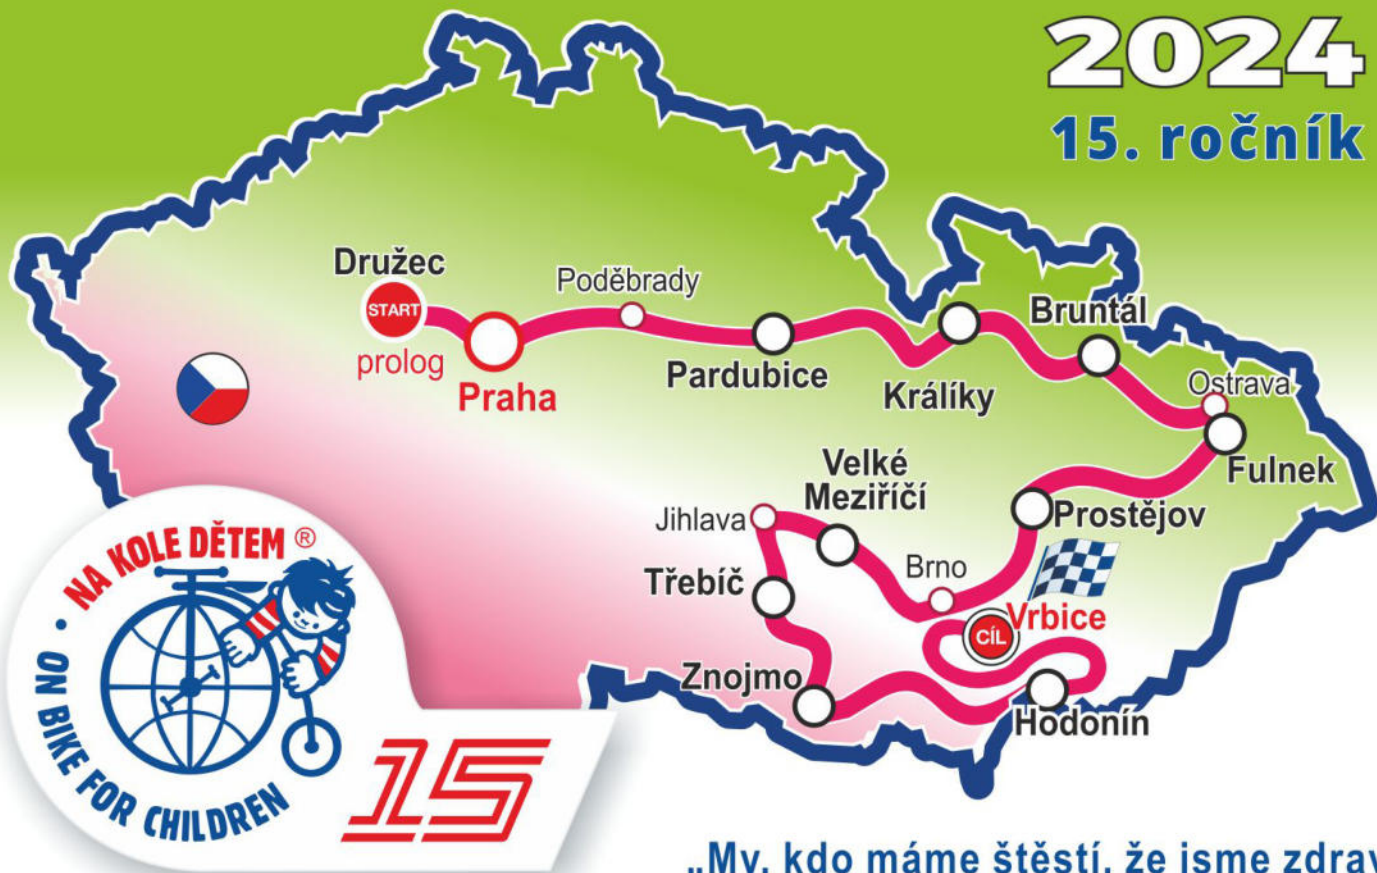 2024
15. ročník
Družec
START
prolog
Praha
Poděbrady
Pardubice
Králíky
Bruntál
Ostrava
Fulnek
Prostějov
Velké
Meziříčí
Jihlava
Brno
Třebíč
Vrbice
CÍL
Znojmo
Hodonín
NA KOLE DĚTEM ®
ON BIKE FOR CHILDREN
15
„My, kdo máme štěstí, že jsme zdrav